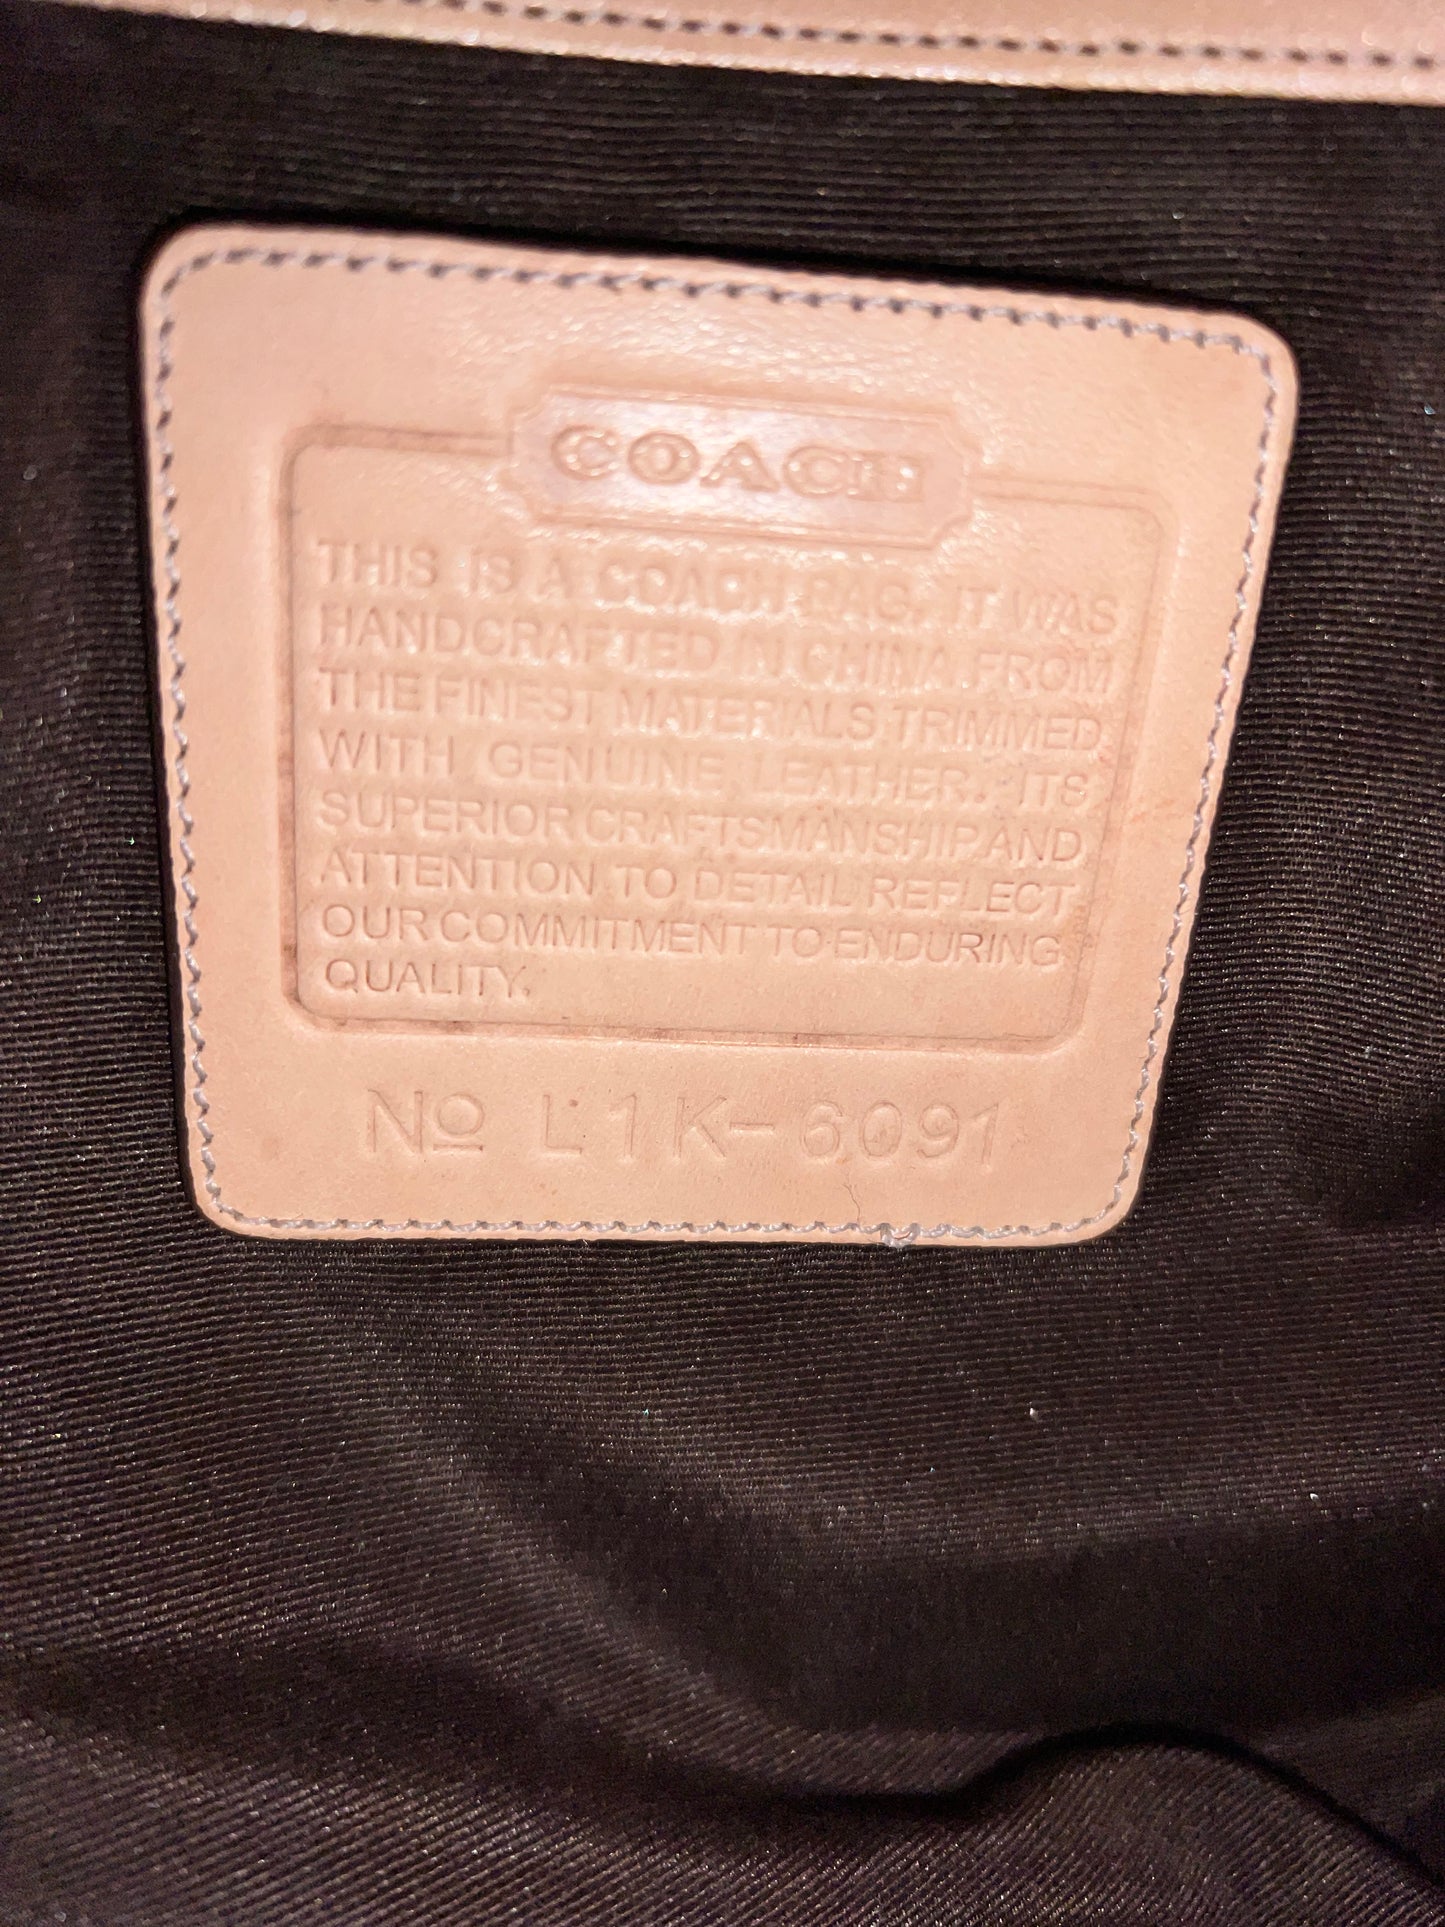 COACH
THIS IS A COACH BAG. IT WAS
HANDCRAFTED IN CHINA FROM
THE FINEST MATERIALS TRIMMED
WITH GENUINE LEATHER. ITS
SUPERIOR CRAFTSMANSHIP AND
ATTENTION TO DETAIL REFLECT
OUR COMMITMENT TO ENDURING
QUALITY.
No L1K-6091